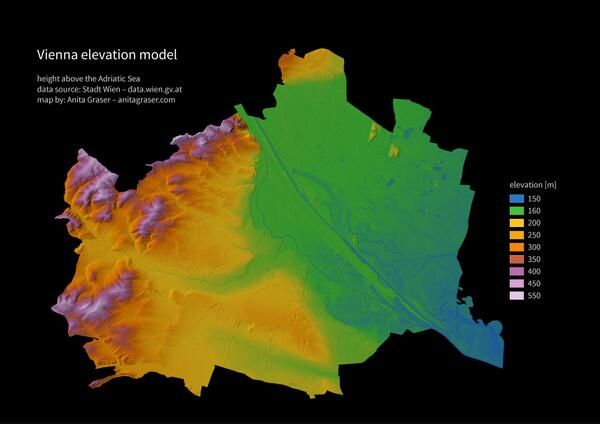 Vienna elevation model
height above the Adriatic Sea
data source: Stadt Wien – data.wien.gv.at
map by: Anita Graser – anitagraser.com
elevation [m]
150
160
200
250
300
350
400
450
550